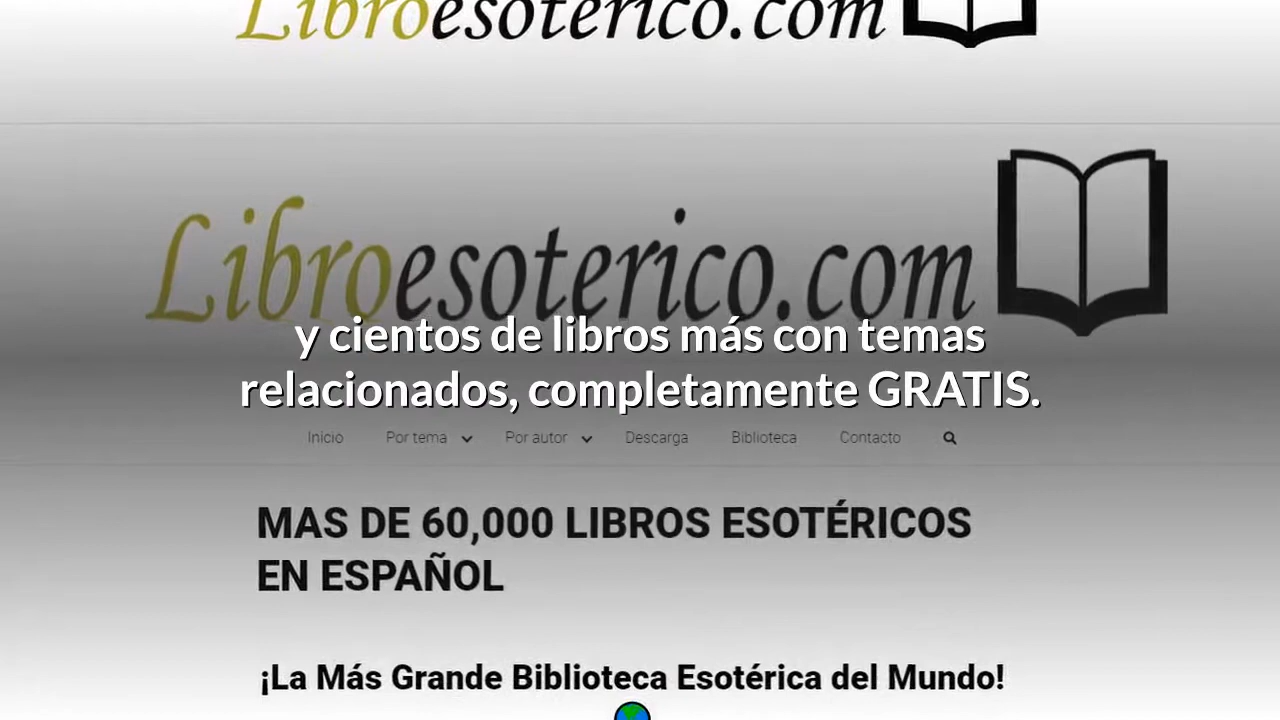 Libroesoterico.com
Libroesoterico.com
y cientos de libros más con temas
relacionados, completamente GRATIS.
Inicio Por tema Por autor Descarga Biblioteca Contacto
MAS DE 60,000 LIBROS ESOTÉRICOS
EN ESPAÑOL
¡La Más Grande Biblioteca Esotérica del Mundo!